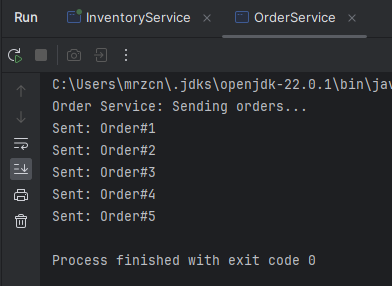 Run InventoryService OrderService
C:\Users\mrzcn\.jdks\openjdk-22.0.1\bin\jav
Order Service: Sending orders...
Sent: Order#1
Sent: Order#2
Sent: Order#3
Sent: Order#4
Sent: Order#5
Process finished with exit code 0